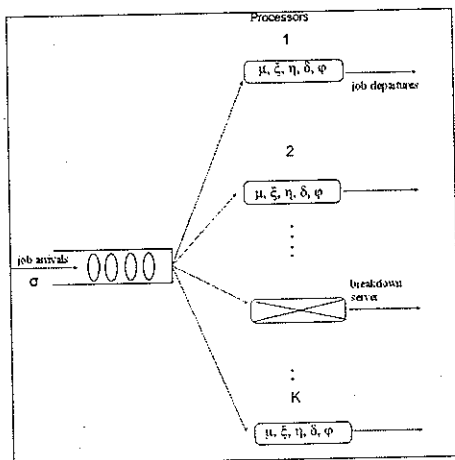 Processors
1
μ, ξ, η, δ, φ
job departures
2
μ, ξ, η, δ, φ
job arrivals
σ
breakdown
server
K
μ, ξ, η, δ, φ